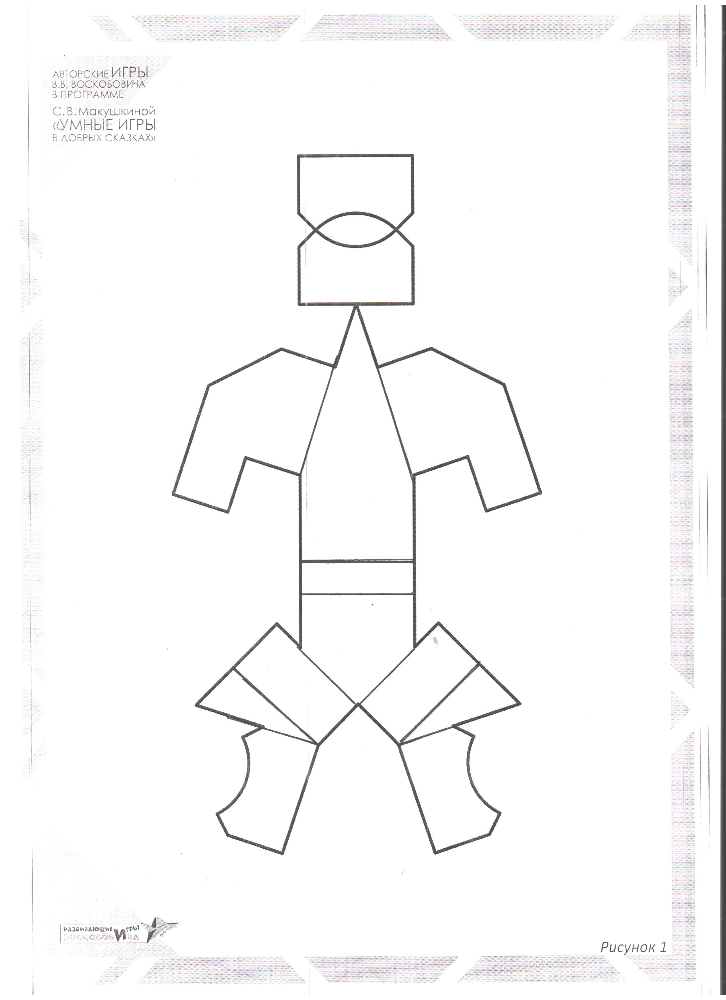 АВТОРСКИЕ ИГРЫ
В.В. ВОСКОБОВИЧА
В ПРОГРАММЕ
С.В.Макушкиной
«УМНЫЕ ИГРЫ
В ДОБРЫХ СКАЗКАХ»
РАЗВИВАЮЩИЕ ИГРЫ
ВОСКОБОВИЧА
Рисунок 1